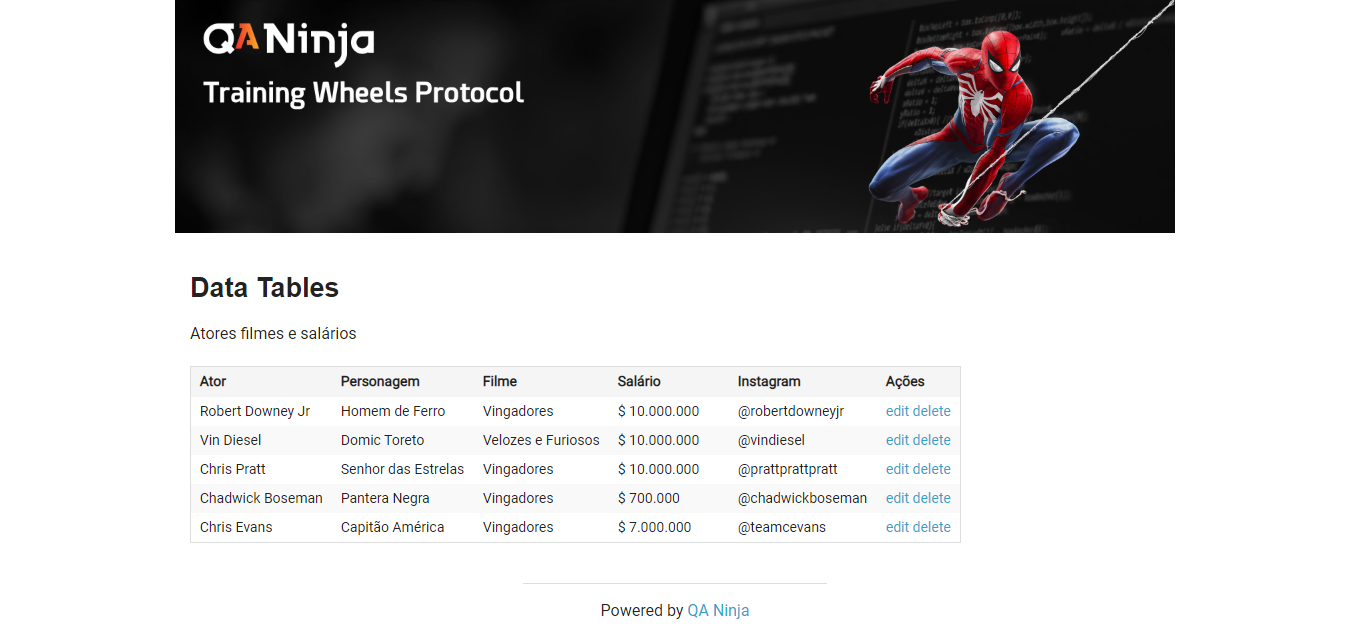 QANinja
Training Wheels Protocol
Data Tables
Atores filmes e salários
Ator Personagem Filme Salário Instagram Ações
Robert Downey Jr Homem de Ferro Vingadores $ 10.000.000 @robertdowneyjr edit delete
Vin Diesel Domic Toreto Velozes e Furiosos $ 10.000.000 @vindiesel edit delete
Chris Pratt Senhor das Estrelas Vingadores $ 10.000.000 @prattprattpratt edit delete
Chadwick Boseman Pantera Negra Vingadores $ 700.000 @chadwickboseman edit delete
Chris Evans Capitão América Vingadores $ 7.000.000 @teamcevans edit delete
Powered by QA Ninja